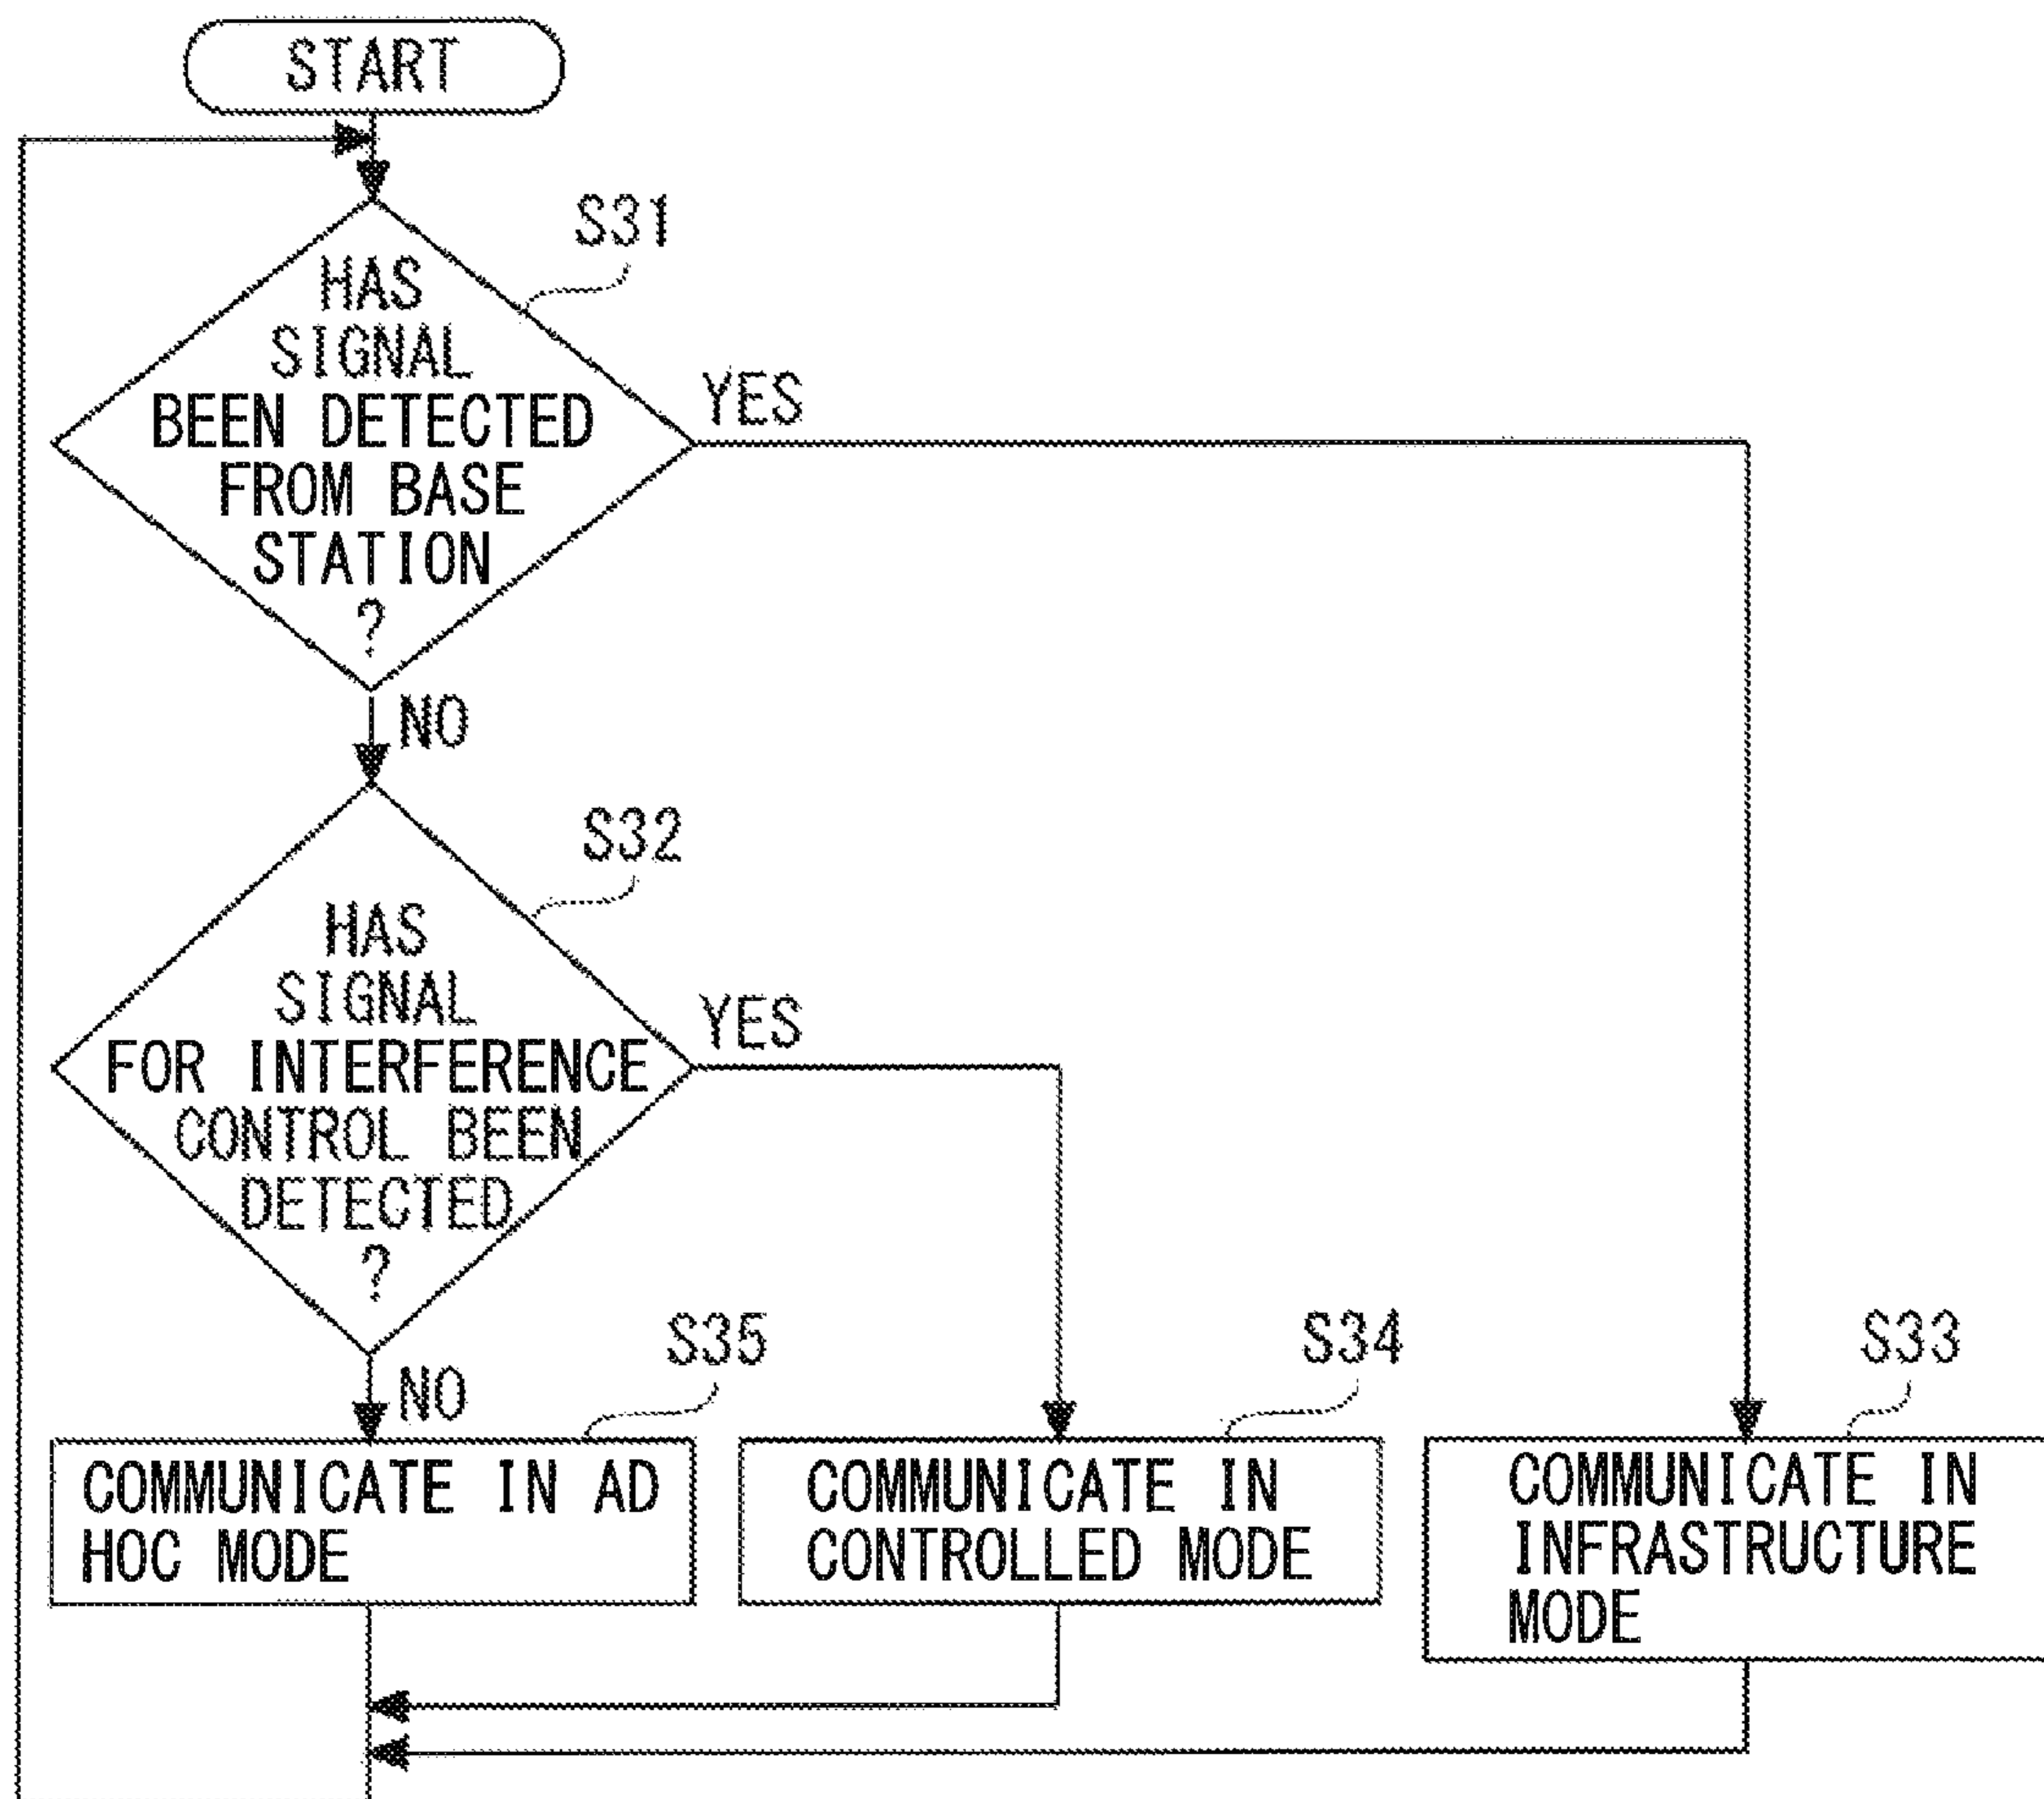 START
S31
HAS
SIGNAL
BEEN DETECTED
FROM BASE
STATION
?
YES
NO
S32
HAS
SIGNAL
FOR INTERFERENCE
CONTROL BEEN
DETECTED
?
YES
NO
S35
COMMUNICATE IN AD
HOC MODE
S34
COMMUNICATE IN
CONTROLLED MODE
S33
COMMUNICATE IN
INFRASTRUCTURE
MODE